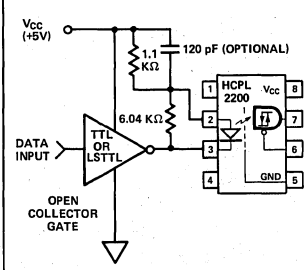 VCC
(+5V)
1.1
KΩ
120 pF (OPTIONAL)
6.04 KΩ
DATA
INPUT
TTL
OR
LSTTL
OPEN
COLLECTOR
GATE
HCPL
2200
VCC
GND
1
2
3
4
8
7
6
5